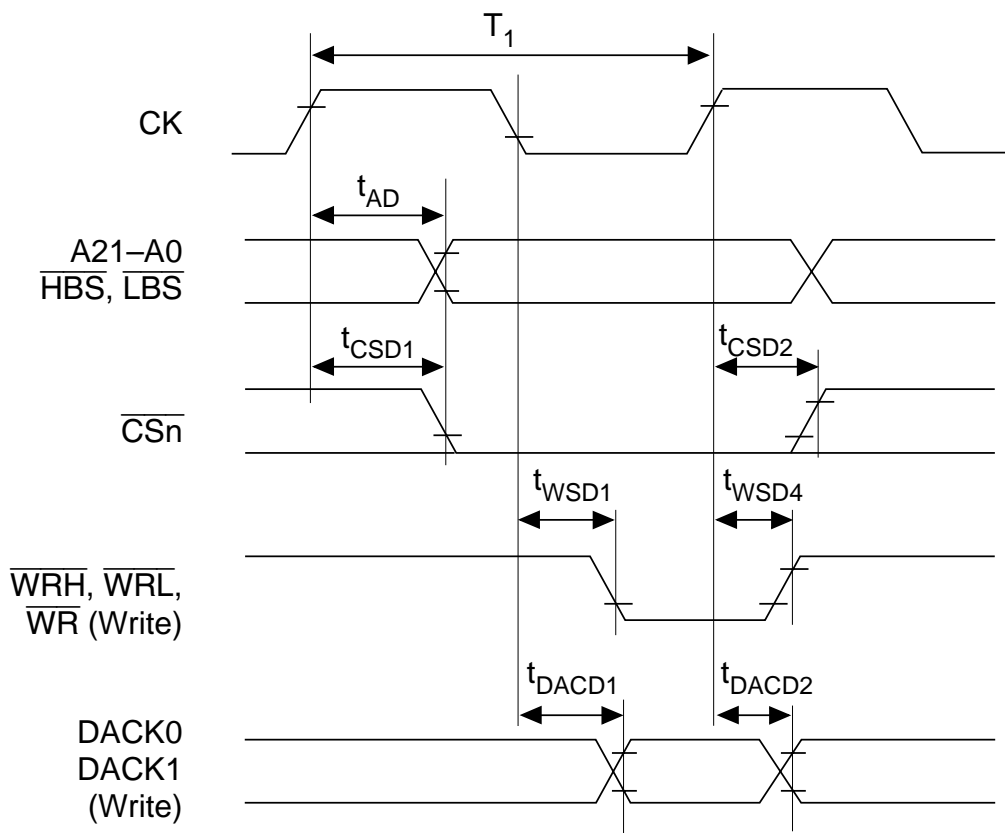 T1
CK
tAD
A21–A0
HBS, LBS
tCSD1
tCSD2
CSn
tWSD1
tWSD4
WRH, WRL,
WR (Write)
tDACD1
tDACD2
DACK0
DACK1
(Write)